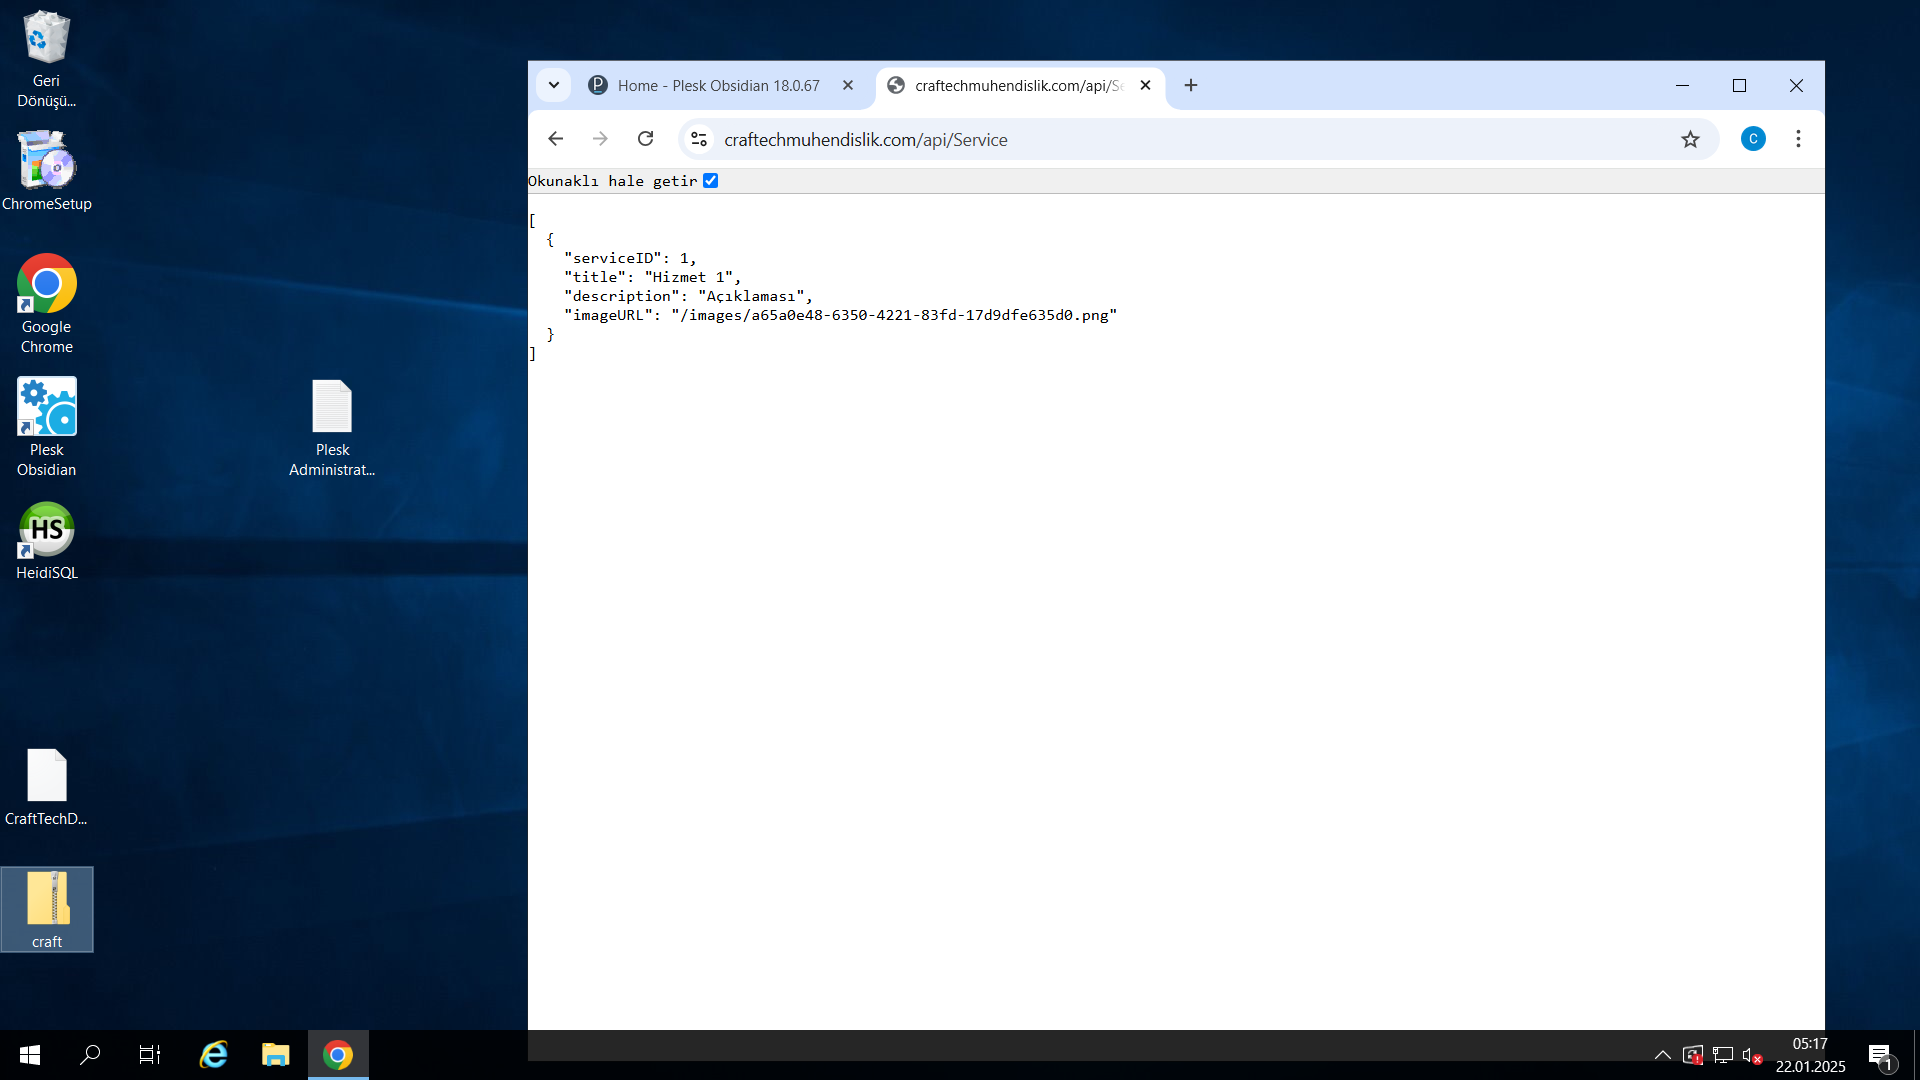 Geri
Dönüşü...
ChromeSetup
Google
Chrome
Plesk
Obsidian
HS
HeidiSQL
CraftTechD...
craft
Plesk
Administrat...
Home - Plesk Obsidian 18.0.67
craftechmuhendislik.com/api/Se
craftechmuhendislik.com/api/Service
C
Okunaklı hale getir
[
{
"serviceID": 1,
"title": "Hizmet 1",
"description": "Açıklaması",
"imageURL": "/images/a65a0e48-6350-4221-83fd-17d9dfe635d0.png"
}
]
05:17
22.01.2025
1